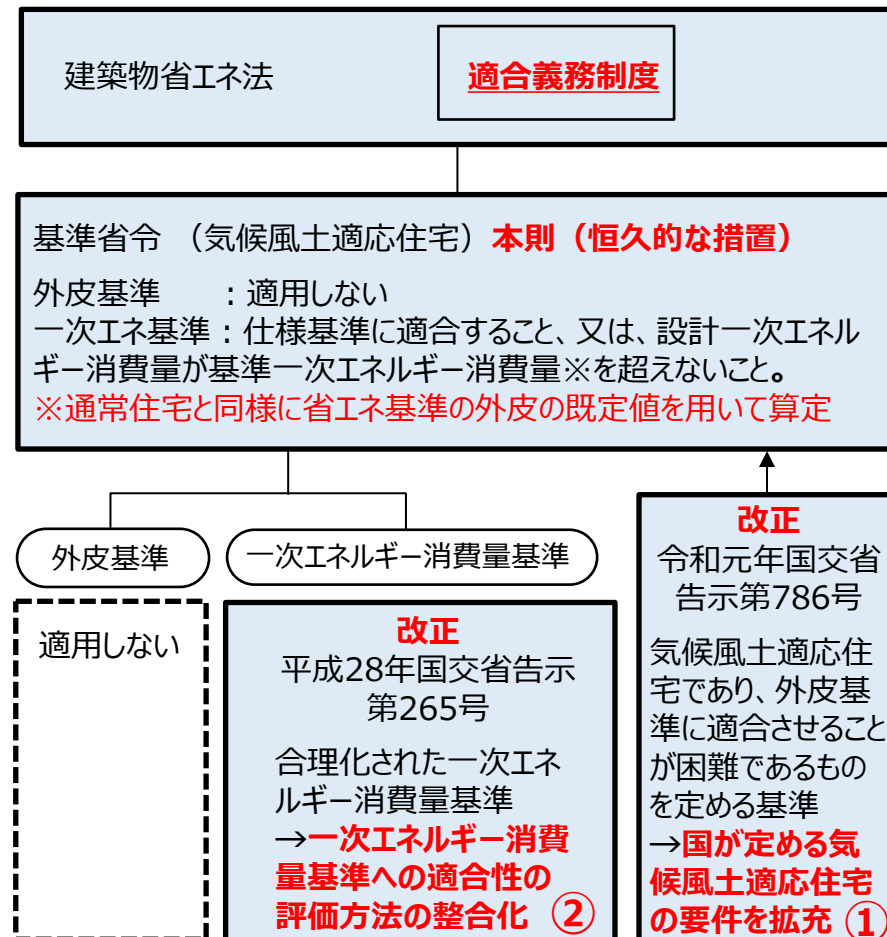 建築物省エネ法
適合義務制度
基準省令 （気候風土適応住宅）本則（恒久的な措置）
外皮基準　　：適用しない
一次エネ基準：仕様基準に適合すること、又は、設計一次エネル
ギー消費量が基準一次エネルギー消費量※を超えないこと。
※通常住宅と同様に省エネ基準の外皮の既定値を用いて算定
外皮基準
一次エネルギー消費量基準
適用しない
改正
平成28年国交省告示
第265号
合理化された一次エネ
ルギー消費量基準
→一次エネルギー消費
量基準への適合性の
評価方法の整合化 ②
改正
令和元年国交省
告示第786号
気候風土適応住
宅であり、外皮基
準に適合させること
が困難であるもの
を定める基準
→国が定める気
候風土適応住宅
の要件を拡充 ①